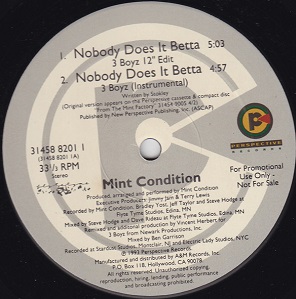 1. Nobody Does It Betta 5:03
3 Boyz 12" Edit
2. Nobody Does It Betta 4:57
3 Boyz (Instrumental)
Written by Stokley
(Original version appears on the Perspective cassette & compact disc
"From The Mint Factory" 31454 9005 4/2)
Published by New Perspective Publishing, Inc. (ASCAP)
31458 8201 1
(31458 8201 1A)
33⅓ RPM
Stereo
PERSPECTIVE
RECORDS
For Promotional
Use Only -
Not For Sale
Mint Condition
Produced, arranged and performed by Mint Condition
Executive Producers: Jimmy Jam & Terry Lewis
Recorded by Mint Condition, Bradley Yost, Jeff Taylor and Steve Hodge at
Flyte Tyme Studios, Edina, MN
Mixed by Steve Hodge and Dave Rideau at Flyte Tyme Studios, Edina, MN
Additional production and remix by Vincent Herbert, for
3 Boyz from Newark Productions, Inc.
Mixed by Ben Garrison
Recorded at Stardust Studios, Montclair, NJ and Electric Lady Studios, NYC
℗ 1993 Perspective Records
Manufactured and distributed by A&M Records, Inc.
P.O. Box 118, Hollywood, CA 90078.
All rights reserved. Unauthorized copying,
reproduction, hiring, lending, public performance
and broadcasting prohibited.